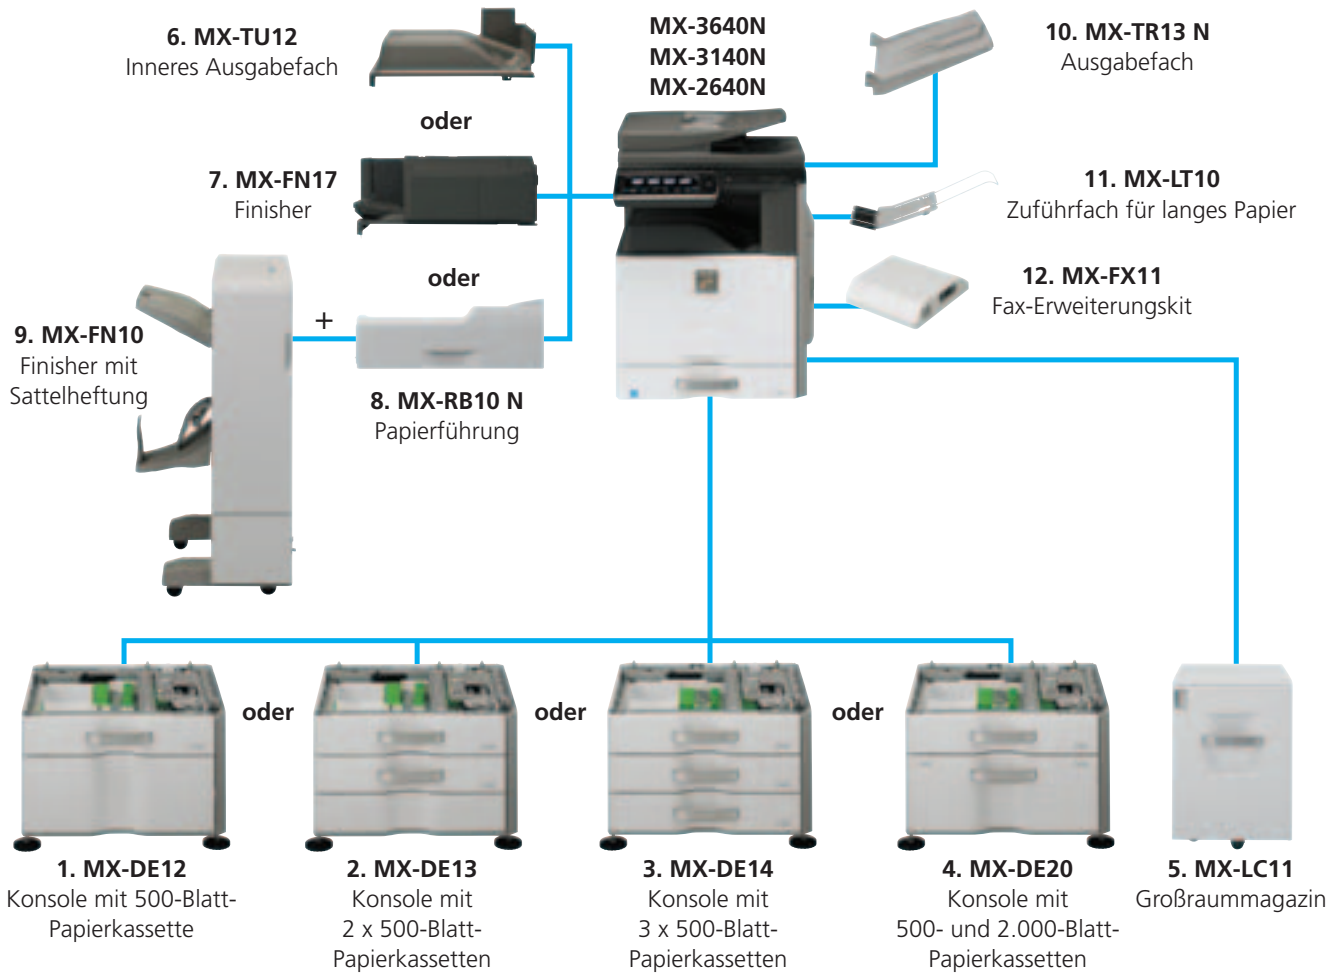 6. MX-TU12
Inneres Ausgabefach
oder
7. MX-FN17
Finisher
oder
+
9. MX-FN10
Finisher mit
Sattelheftung
8. MX-RB10 N
Papierführung
MX-3640N
MX-3140N
MX-2640N
10. MX-TR13 N
Ausgabefach
11. MX-LT10
Zuführfach für langes Papier
12. MX-FX11
Fax-Erweiterungskit
oder
oder
oder
1. MX-DE12
Konsole mit 500-Blatt-
Papierkassette
2. MX-DE13
Konsole mit
2 x 500-Blatt-
Papierkassetten
3. MX-DE14
Konsole mit
3 x 500-Blatt-
Papierkassetten
4. MX-DE20
Konsole mit
500- und 2.000-Blatt-
Papierkassetten
5. MX-LC11
Großraummagazin